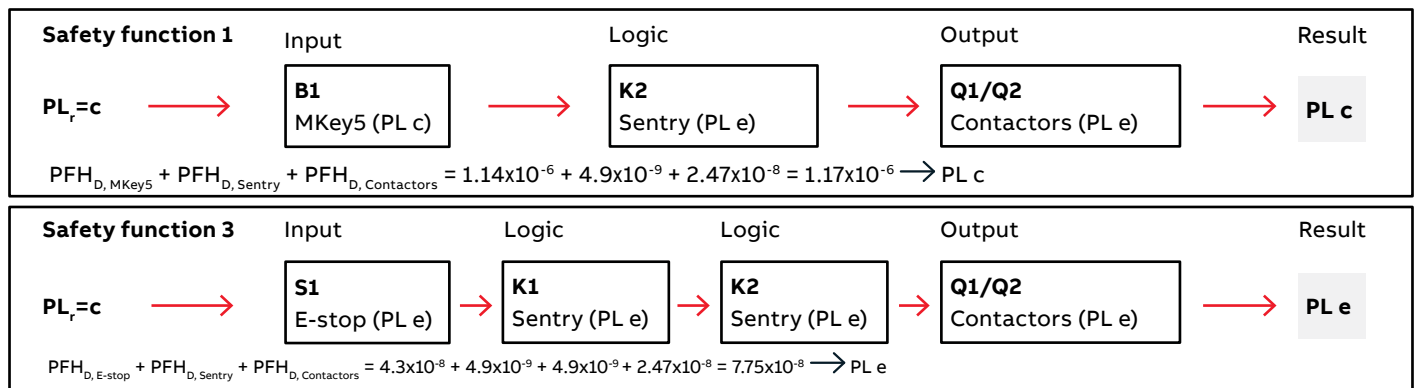 Safety function 1 Input Logic Output Result
PLr=c B1 MKey5 (PL c) K2 Sentry (PL e) Q1/Q2 Contactors (PL e) PL c
PFHD, MKey5 + PFHD, Sentry + PFHD, Contactors = 1.14x10-6 + 4.9x10-9 + 2.47x10-8 = 1.17x10-6 → PL c
Safety function 3 Input Logic Logic Output Result
PLr=c S1 E-stop (PL e) K1 Sentry (PL e) K2 Sentry (PL e) Q1/Q2 Contactors (PL e) PL e
PFHD, E-stop + PFHD, Sentry + PFHD, Contactors = 4.3x10-8 + 4.9x10-9 + 4.9x10-9 + 2.47x10-8 = 7.75x10-8 → PL e